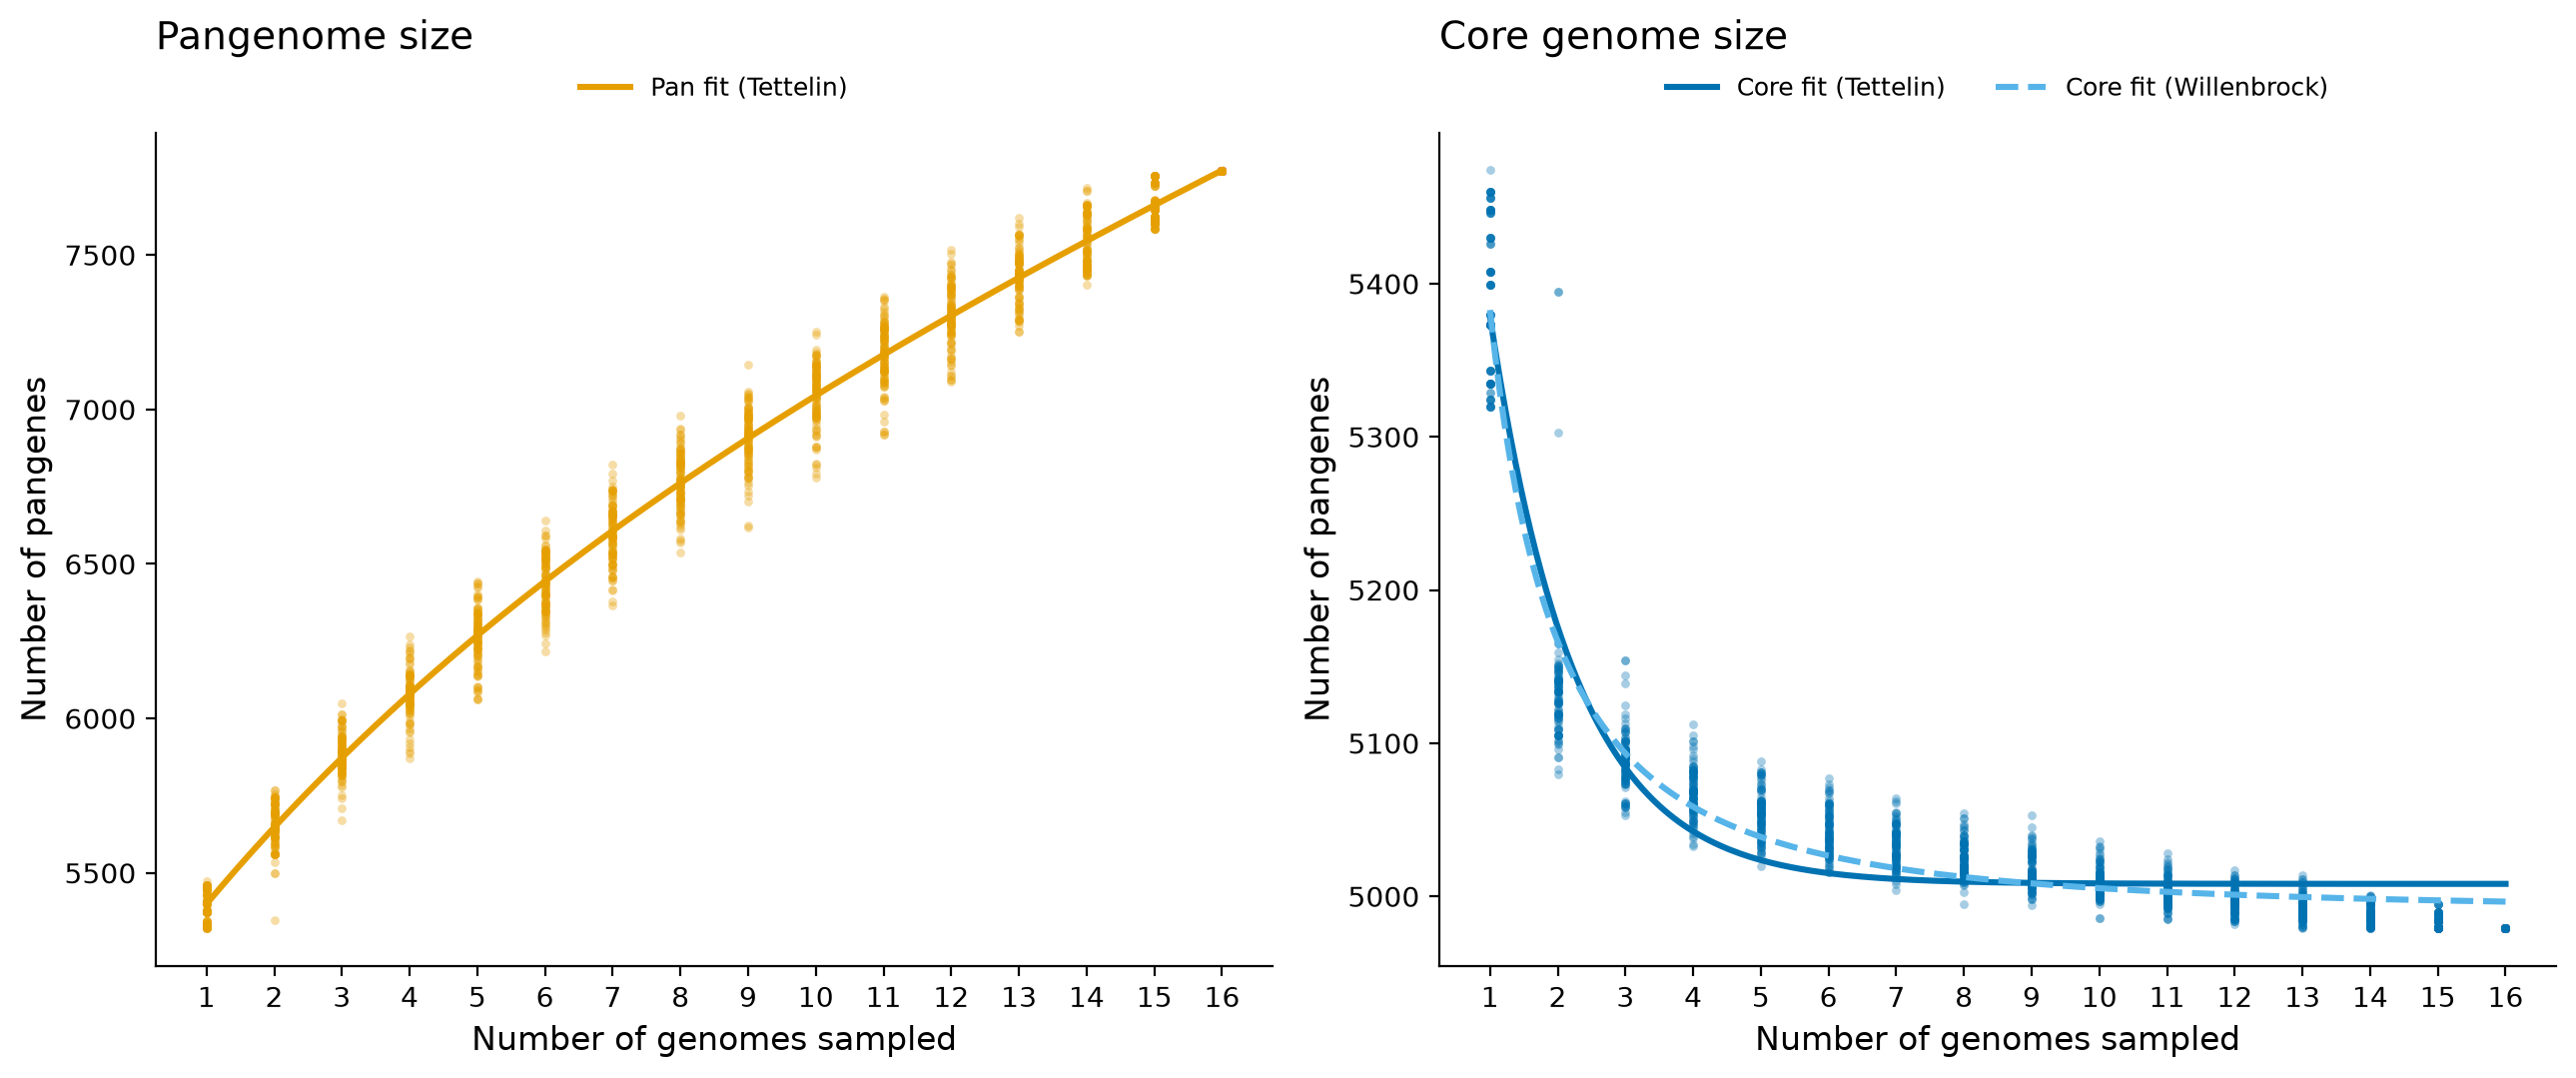 Pangenome size
Pan fit (Tettelin)
Number of pangenes
7500
7000
6500
6000
5500
1 2 3 4 5 6 7 8 9 10 11 12 13 14 15 16
Number of genomes sampled
Core genome size
Core fit (Tettelin) Core fit (Willenbrock)
Number of pangenes
5400
5300
5200
5100
5000
1 2 3 4 5 6 7 8 9 10 11 12 13 14 15 16
Number of genomes sampled